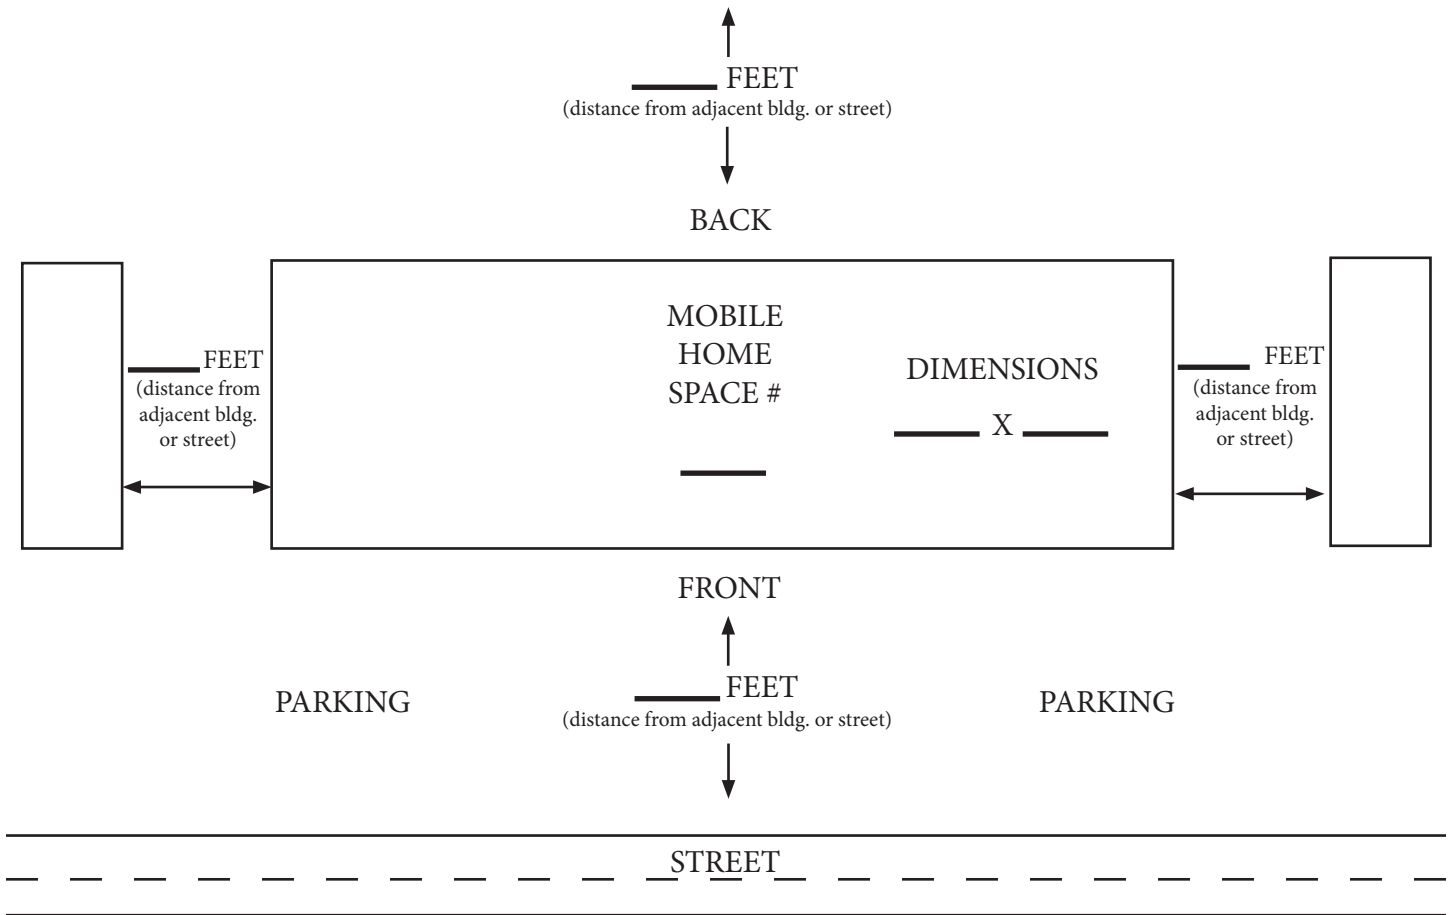 FEET
(distance from adjacent bldg. or street)
BACK
MOBILE
HOME
SPACE #
DIMENSIONS
X
FEET
(distance from
adjacent bldg.
or street)
FEET
(distance from
adjacent bldg.
or street)
FRONT
PARKING
FEET
(distance from adjacent bldg. or street)
PARKING
STREET